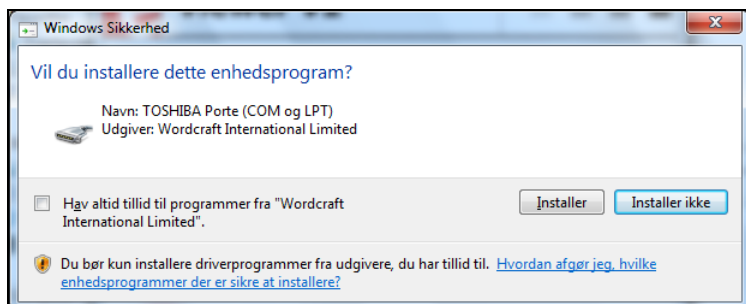 Windows Sikkerhed
Vil du installere dette enhedsprogram?
Navn: TOSHIBA Porte (COM og LPT)
Udgiver: Wordcraft International Limited
Hav altid tillid til programmer fra "Wordcraft
International Limited".
Installer
Installer ikke
Du bør kun installere driverprogrammer fra udgivere, du har tillid til. Hvordan afgør jeg, hvilke
enhedsprogrammer der er sikre at installere?